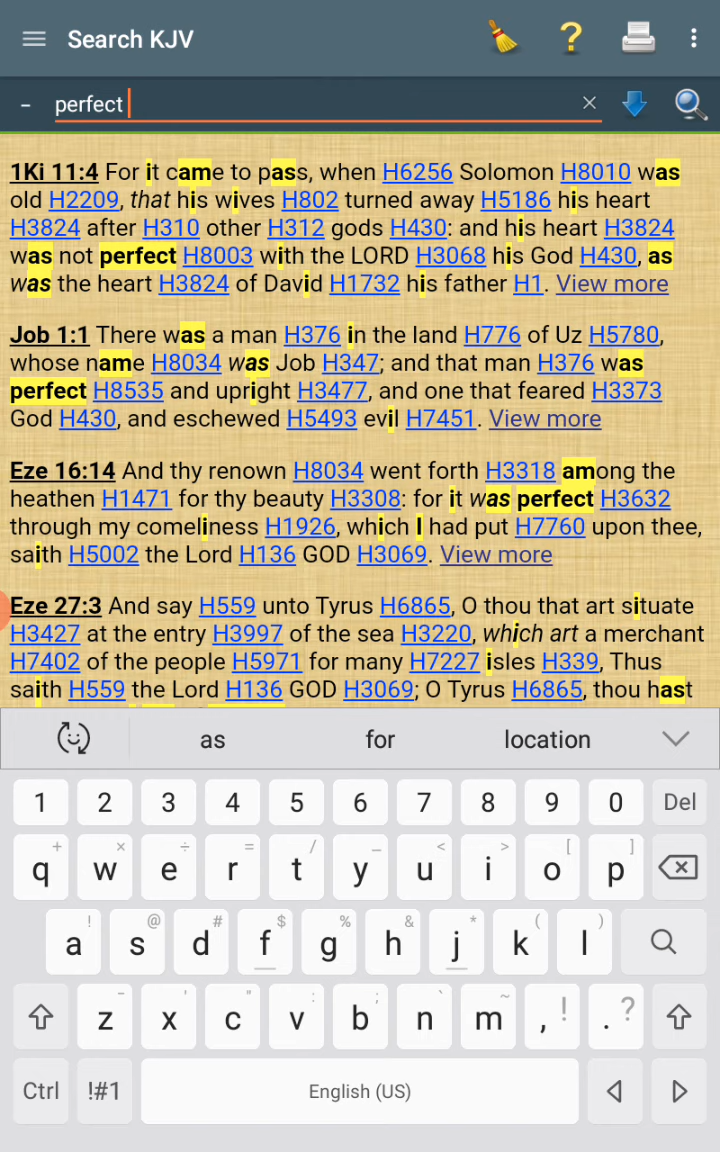 Search KJV
perfect
1Ki 11:4 For it came to pass, when H6256 Solomon H8010 was
old H2209, that his wives H802 turned away H5186 his heart
H3824 after H310 other H312 gods H430: and his heart H3824
was not perfect H8003 with the LORD H3068 his God H430, as
was the heart H3824 of David H1732 his father H1. View more
Job 1:1 There was a man H376 in the land H776 of Uz H5780,
whose name H8034 was Job H347; and that man H376 was
perfect H8535 and upright H3477, and one that feared H3373
God H430, and eschewed H5493 evil H7451. View more
Eze 16:14 And thy renown H8034 went forth H3318 among the
heathen H1471 for thy beauty H3308: for it was perfect H3632
through my comeliness H1926, which I had put H7760 upon thee,
saith H5002 the Lord H136 GOD H3069. View more
Eze 27:3 And say H559 unto Tyrus H6865, O thou that art situate
H3427 at the entry H3997 of the sea H3220, which art a merchant
H7402 of the people H5971 for many H7227 isles H339, Thus
saith H559 the Lord H136 GOD H3069; O Tyrus H6865, thou hast
as for location
1 2 3 4 5 6 7 8 9 0 Del
+ × ÷ = / _ < > [ ]
q w e r t y u i o p
! @ # $ % & * ( )
a s d f g h j k l
- ' " : ; ` ~ ! ?
z x c v b n m , .
Ctrl !#1 English (US)